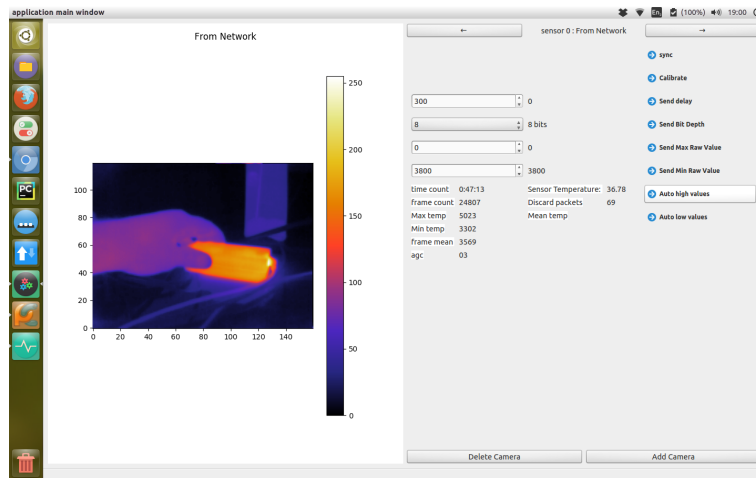 application main window
En
(100%)
19:00
From Network
250
200
150
100
50
0
100
80
60
40
20
0
0 20 40 60 80 100 120 140
← sensor 0 : From Network →
sync
Calibrate
300 0 Send delay
8 8 bits Send Bit Depth
0 0 Send Max Raw Value
3800 3800 Send Min Raw Value
time count 0:47:13 Sensor Temperature: 36.78 Auto high values
frame count 24807 Discard packets 69
Max temp 5023 Mean temp Auto low values
Min temp 3302
frame mean 3569
agc 03
PC
Delete Camera Add Camera